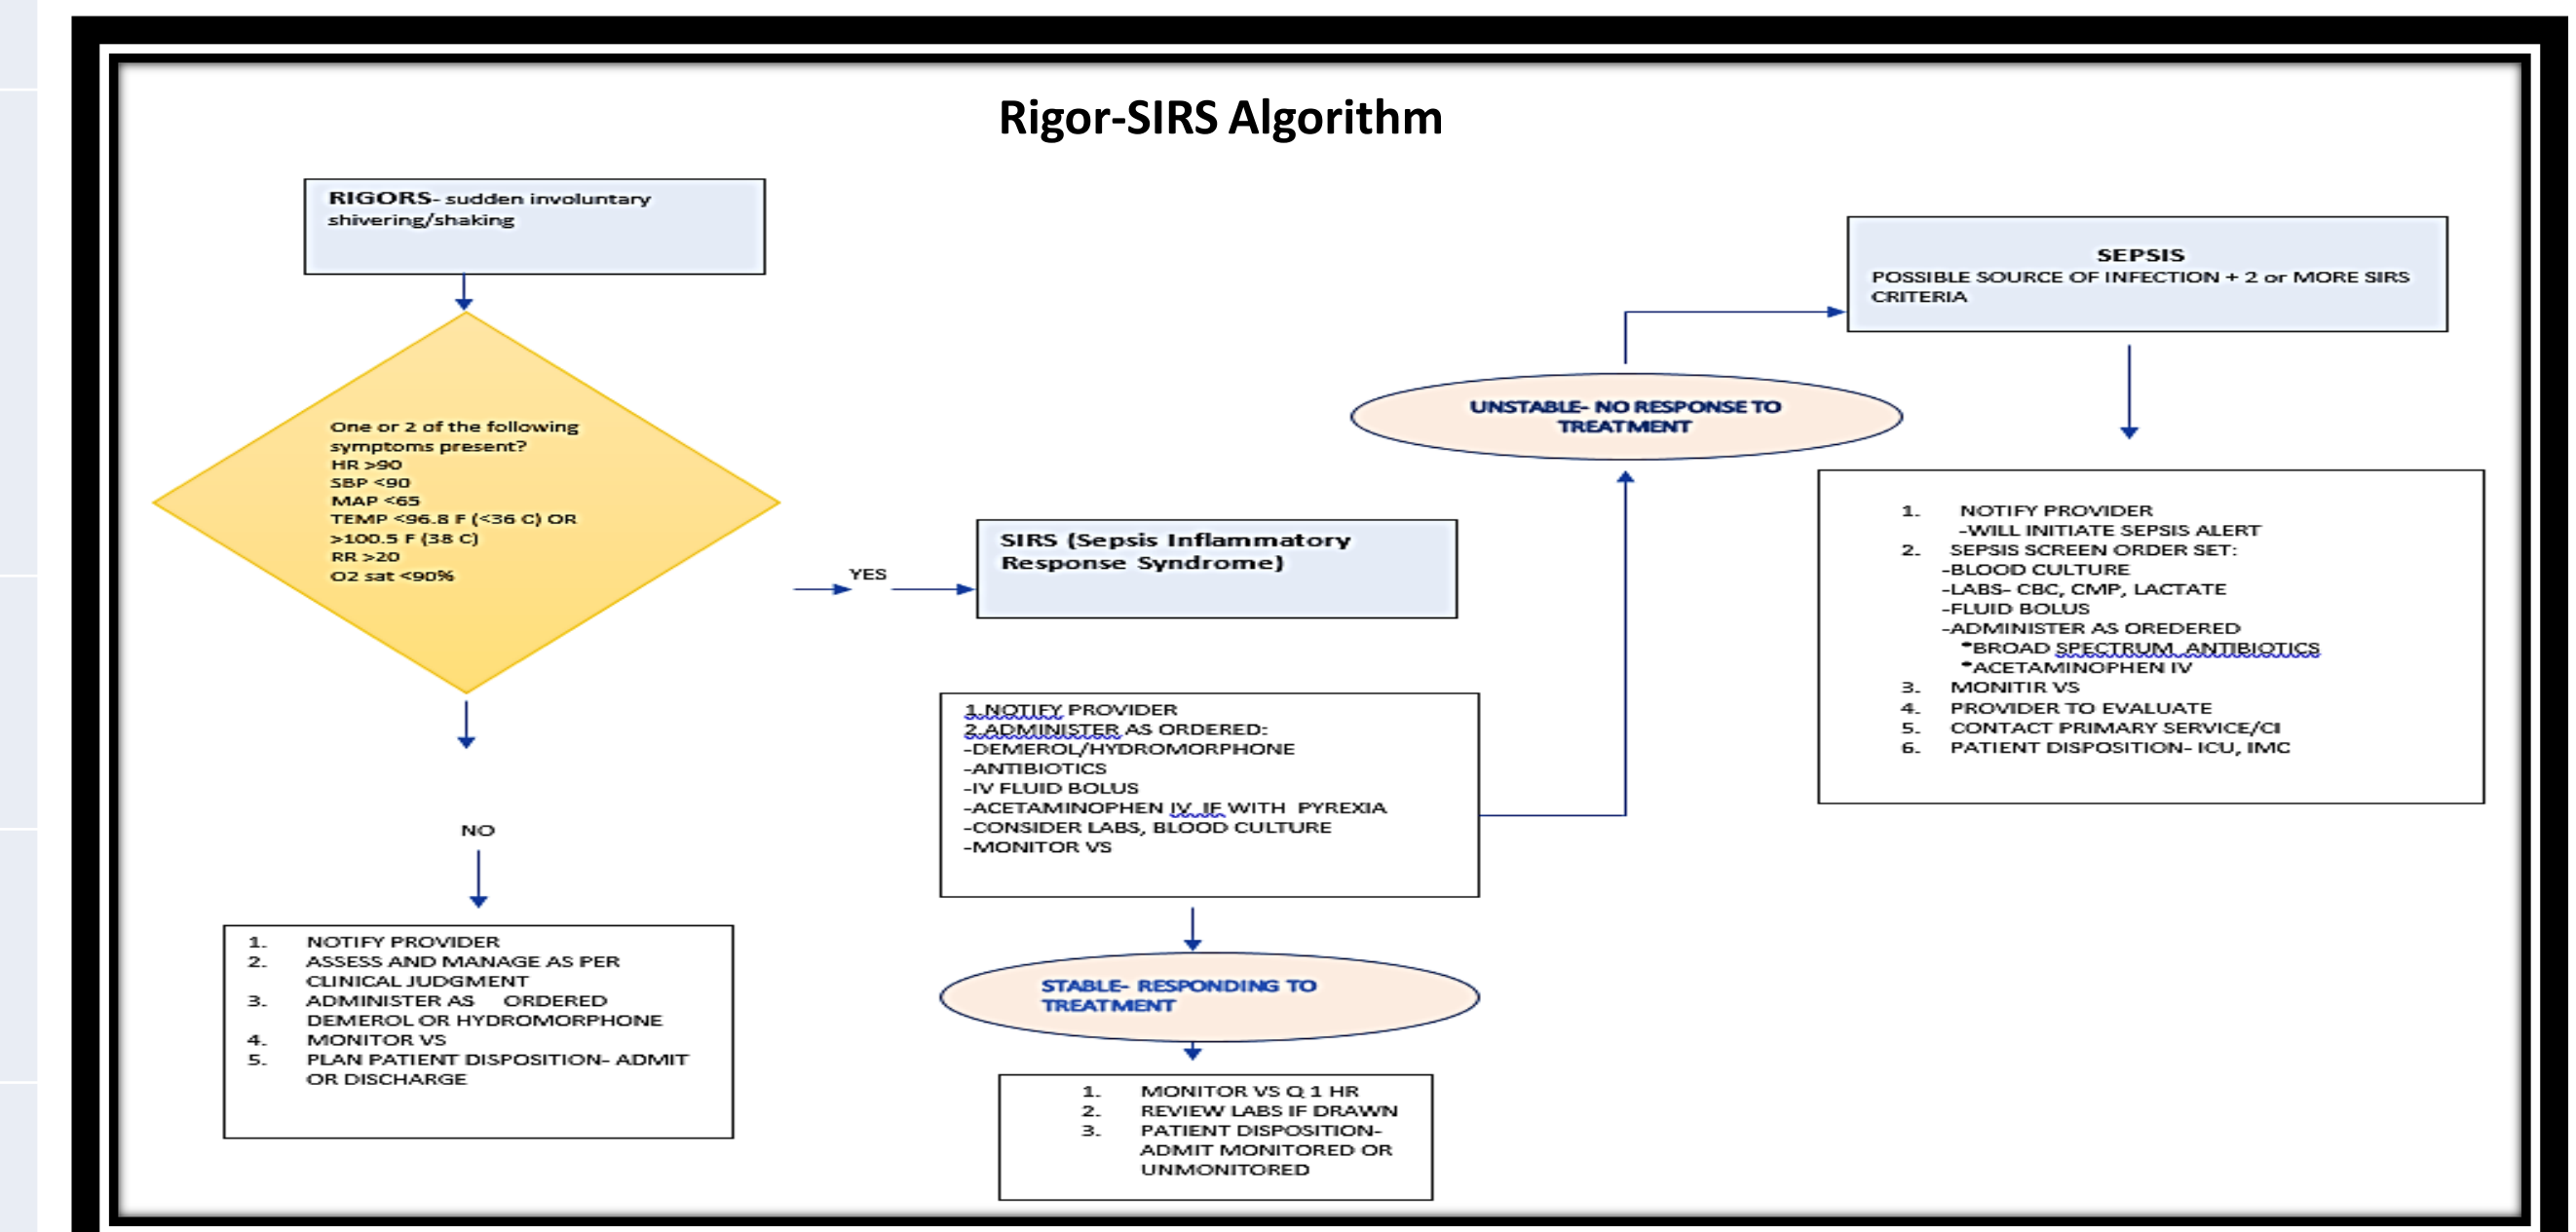 Rigor-SIRS Algorithm
RIGORS- sudden involuntary
shivering/shaking
One or 2 of the following
symptoms present?
HR >90
SBP <90
MAP <65
TEMP <96.8 F (<36 C) OR
>100.5 F (38 C)
RR >20
O2 sat <90%
NO
1. NOTIFY PROVIDER
2. ASSESS AND MANAGE AS PER
CLINICAL JUDGMENT
3. ADMINISTER AS ORDERED
DEMEROL OR HYDROMORPHONE
4. MONITOR VS
5. PLAN PATIENT DISPOSITION- ADMIT
OR DISCHARGE
YES
SIRS (Sepsis Inflammatory
Response Syndrome)
1.NOTIFY PROVIDER
2.ADMINISTER AS ORDERED:
-DEMEROL/HYDROMORPHONE
-ANTIBIOTICS
-IV FLUID BOLUS
-ACETAMINOPHEN IV IF WITH PYREXIA
-CONSIDER LABS, BLOOD CULTURE
-MONITOR VS
STABLE- RESPONDING TO
TREATMENT
1. MONITOR VS Q 1 HR
2. REVIEW LABS IF DRAWN
3. PATIENT DISPOSITION-
ADMIT MONITORED OR
UNMONITORED
UNSTABLE- NO RESPONSE TO
TREATMENT
SEPSIS
POSSIBLE SOURCE OF INFECTION + 2 or MORE SIRS
CRITERIA
1. NOTIFY PROVIDER
-WILL INITIATE SEPSIS ALERT
2. SEPSIS SCREEN ORDER SET:
-BLOOD CULTURE
-LABS- CBC, CMP, LACTATE
-FLUID BOLUS
-ADMINISTER AS OREDERED
*BROAD SPECTRUM ANTIBIOTICS
*ACETAMINOPHEN IV
3. MONITIR VS
4. PROVIDER TO EVALUATE
5. CONTACT PRIMARY SERVICE/CI
6. PATIENT DISPOSITION- ICU, IMC